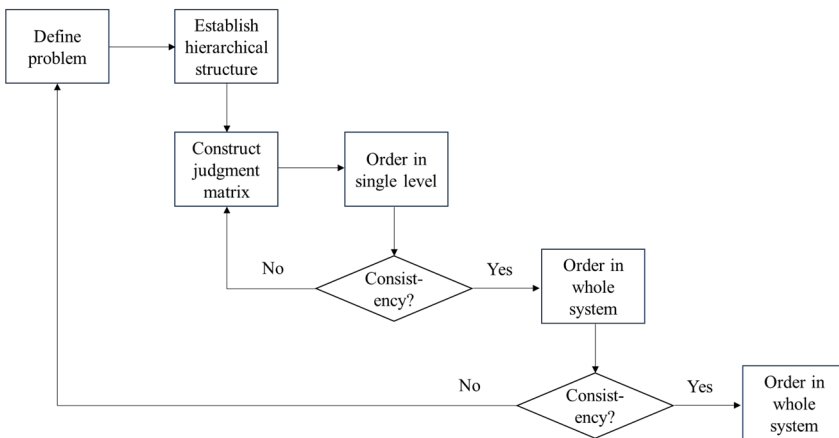 Define
problem
Establish
hierarchical
structure
Construct
judgment
matrix
Order in
single level
No
Consist-
ency?
Yes
Order in
whole
system
No
Consist-
ency?
Yes
Order in
whole
system